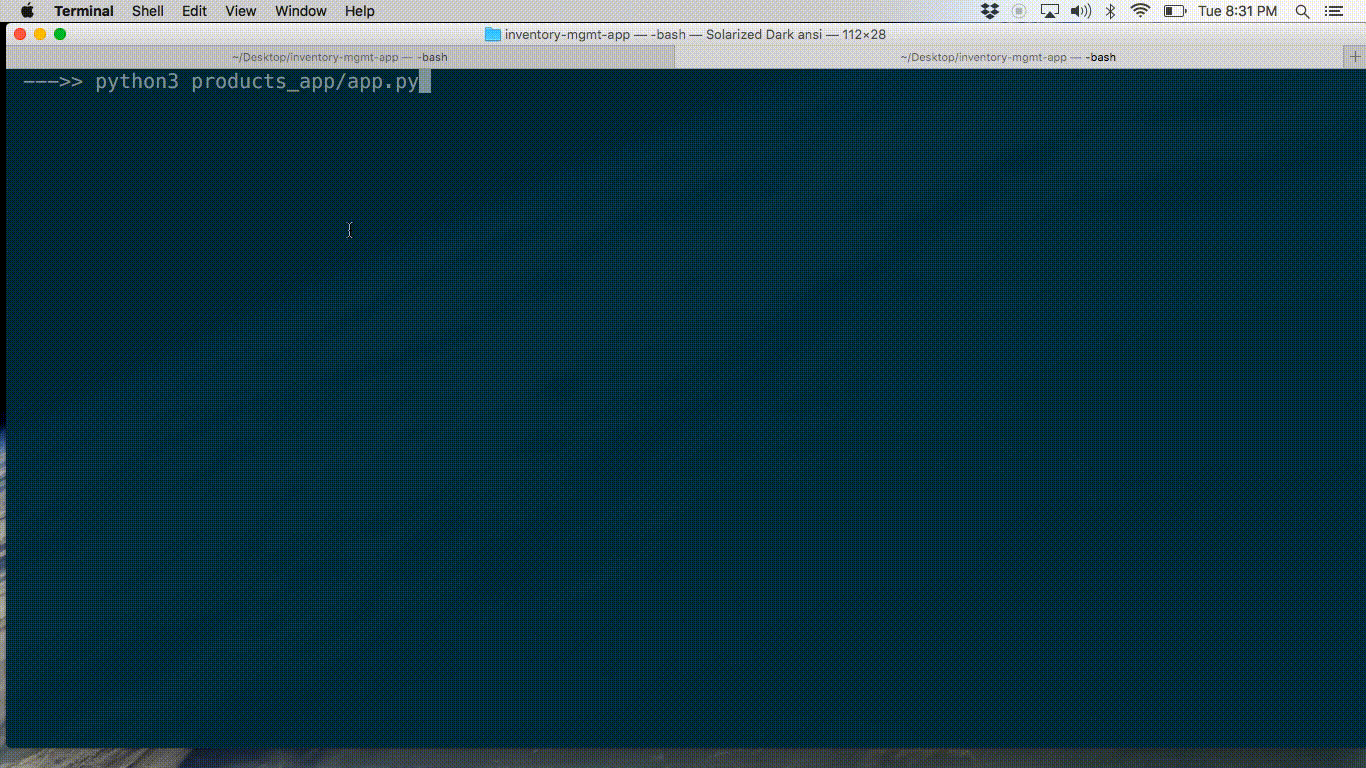 Terminal Shell Edit View Window Help Tue 8:31 PM
inventory-mgmt-app — -bash — Solarized Dark ansi — 112×28
~/Desktop/inventory-mgmt-app — -bash ~/Desktop/inventory-mgmt-app — -bash
--->> python3 products_app/app.py